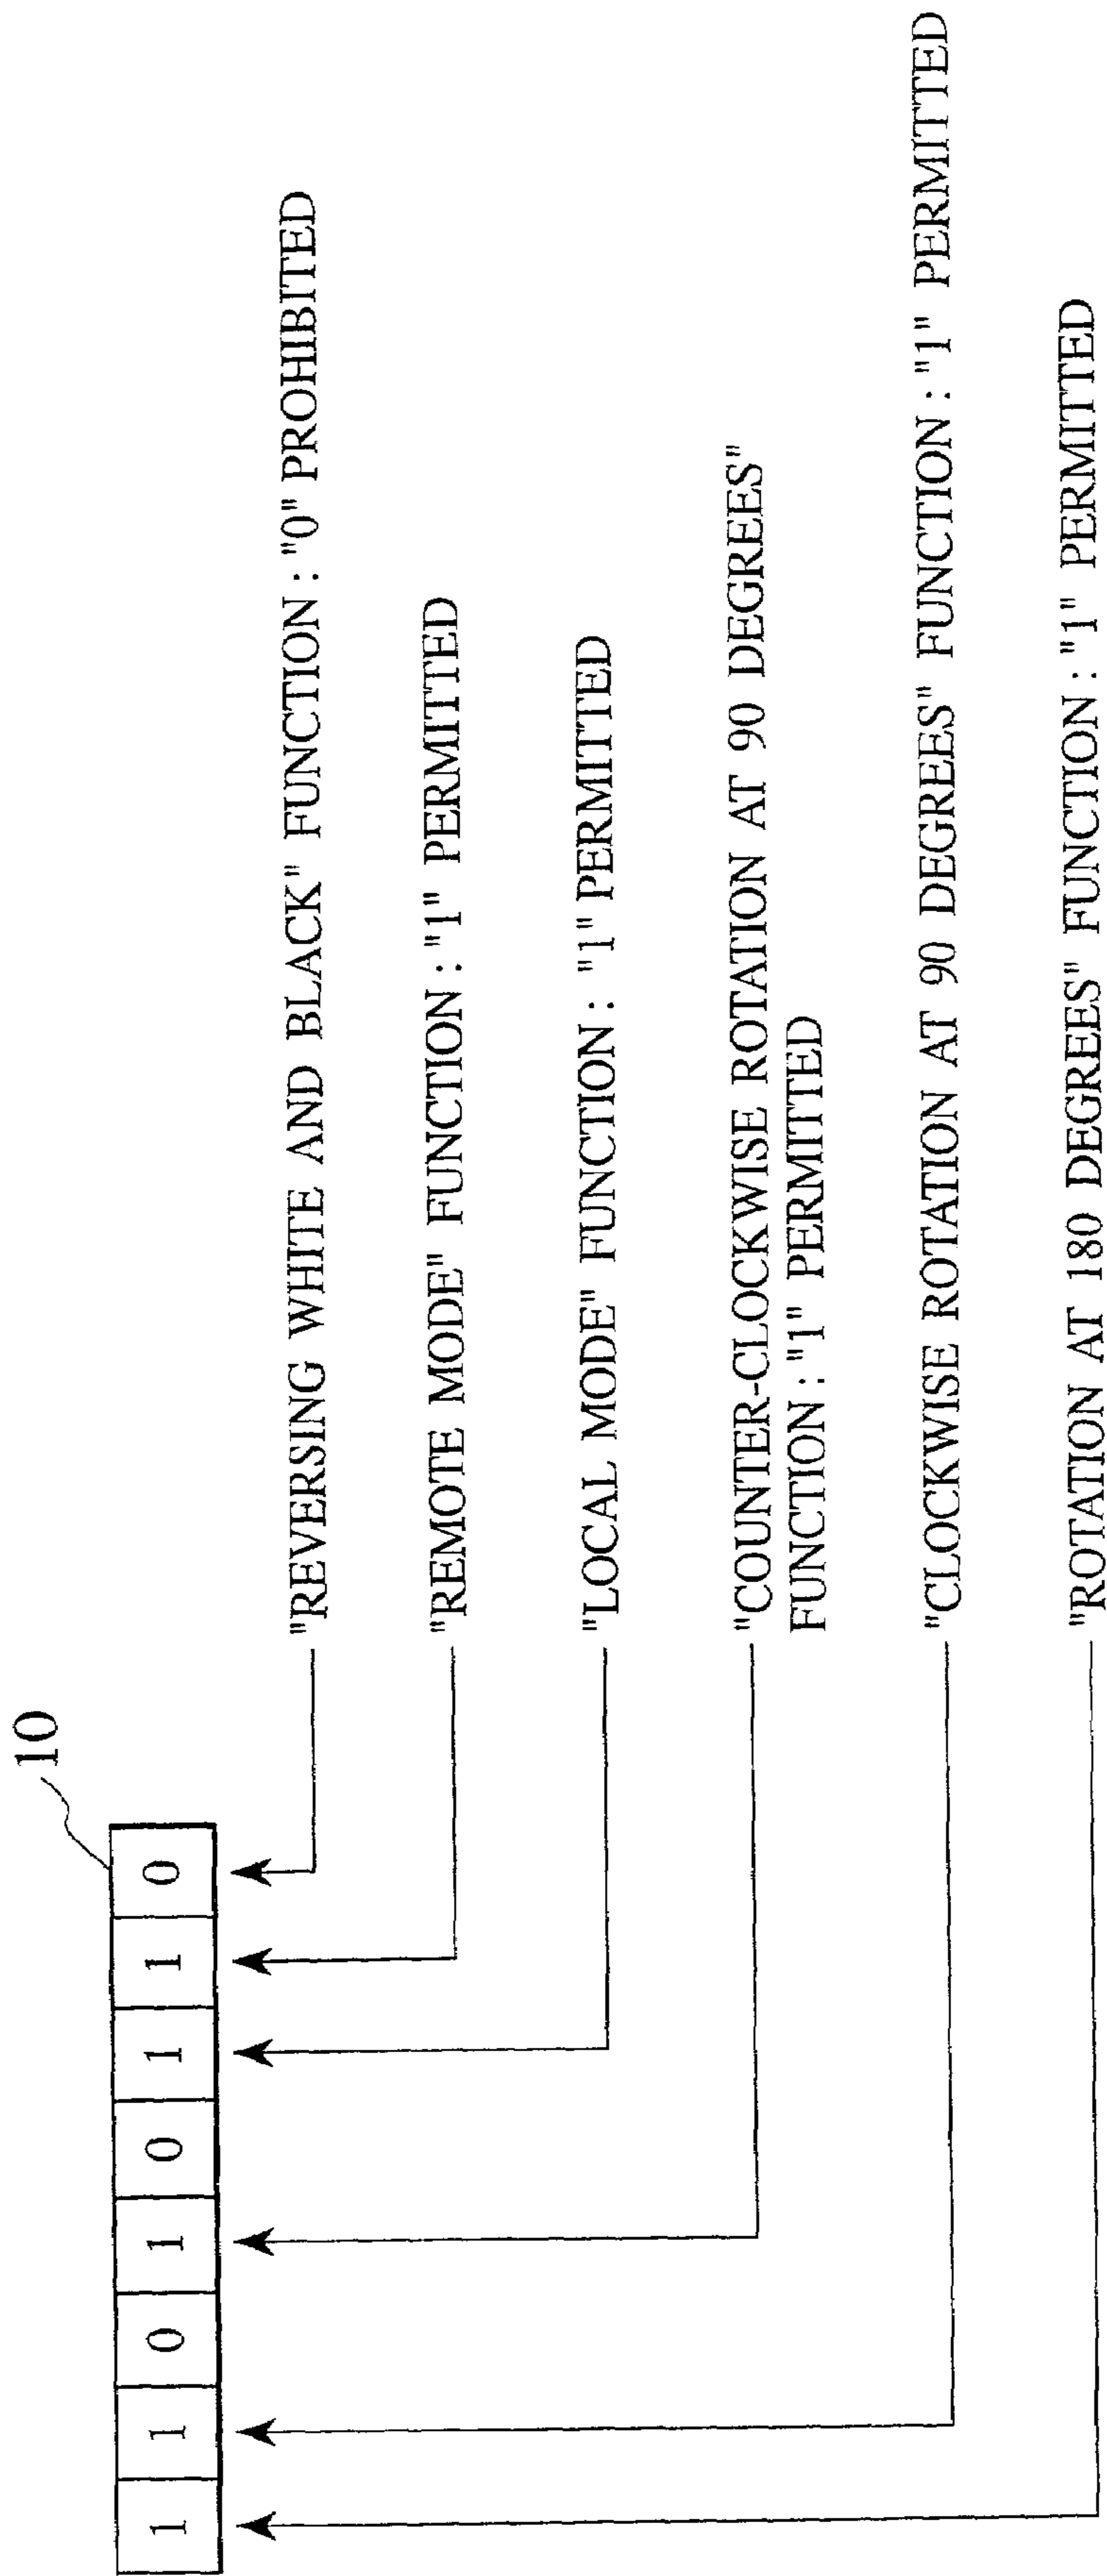 10
1 1 0 1 0 1 1 0
"REVERSING WHITE AND BLACK" FUNCTION : "0" PROHIBITED
"REMOTE MODE" FUNCTION : "1" PERMITTED
"LOCAL MODE" FUNCTION : "1" PERMITTED
"COUNTER-CLOCKWISE ROTATION AT 90 DEGREES"
FUNCTION : "1" PERMITTED
"CLOCKWISE ROTATION AT 90 DEGREES" FUNCTION : "1" PERMITTED
"ROTATION AT 180 DEGREES" FUNCTION : "1" PERMITTED